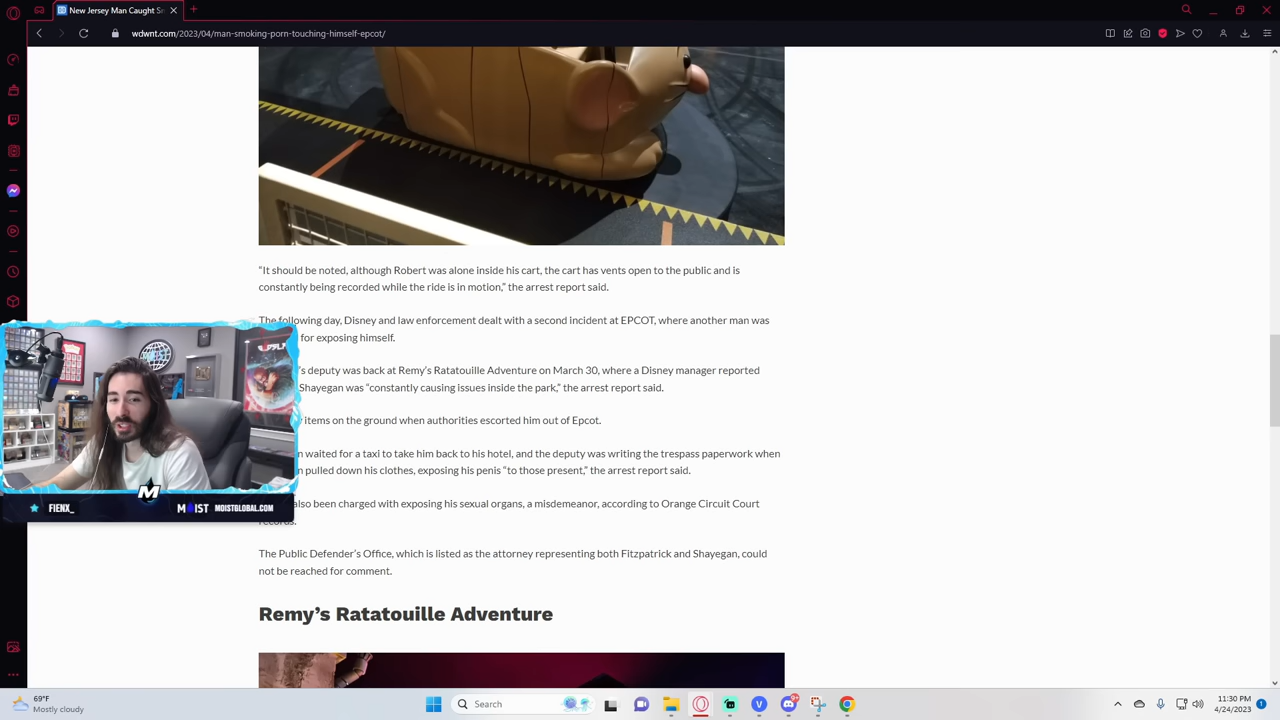 New Jersey Man Caught Sn
wdwnt.com/2023/04/man-smoking-porn-touching-himself-epcot/
“It should be noted, although Robert was alone inside his cart, the cart has vents open to the public and is
constantly being recorded while the ride is in motion,” the arrest report said.
The following day, Disney and law enforcement dealt with a second incident at EPCOT, where another man was
for exposing himself.
’s deputy was back at Remy’s Ratatouille Adventure on March 30, where a Disney manager reported
Shayegan was “constantly causing issues inside the park,” the arrest report said.
items on the ground when authorities escorted him out of Epcot.
waited for a taxi to take him back to his hotel, and the deputy was writing the trespass paperwork when
pulled down his clothes, exposing his penis “to those present,” the arrest report said.
also been charged with exposing his sexual organs, a misdemeanor, according to Orange Circuit Court
records.
The Public Defender’s Office, which is listed as the attorney representing both Fitzpatrick and Shayegan, could
not be reached for comment.
Remy’s Ratatouille Adventure
M
FIENX_
MOIST
MOISTGLOBAL.COM
69°F
Mostly cloudy
Search
9+
11:30 PM
4/24/2023
1